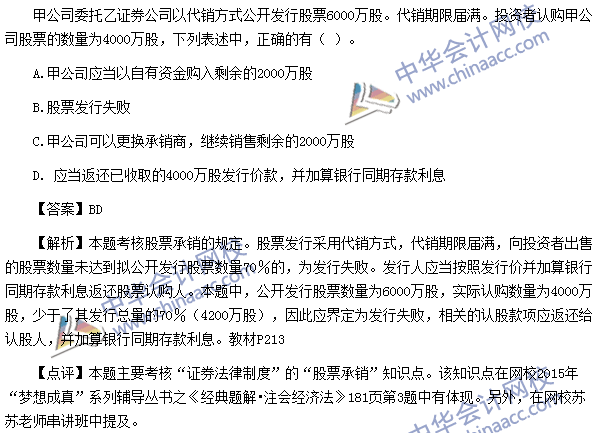 甲公司委托乙证券公司以代销方式公开发行股票6000万股。代销期限届满。投资者认购甲公
司股票的数量为4000万股，下列表述中，正确的有（ ）。
A.甲公司应当以自有资金购入剩余的2000万股
B.股票发行失败
C.甲公司可以更换承销商，继续销售剩余的2000万股
D. 应当返还已收取的4000万股发行价款，并加算银行同期存款利息
【答案】BD
【解析】本题考核股票承销的规定。股票发行采用代销方式，代销期限届满，向投资者出售
的股票数量未达到拟公开发行股票数量70％的，为发行失败。发行人应当按照发行价并加算银行
同期存款利息返还股票认购人。本题中，公开发行股票数量为6000万股，实际认购数量为4000万
股，少于了其发行总量的70％（4200万股），因此应界定为发行失败，相关的认股款项应返还给
认股人，并加算银行同期存款利息。教材P213
【点评】本题主要考核“证券法律制度”的“股票承销”知识点。该知识点在网校2015年
“梦想成真”系列辅导丛书之《经典题解•注会经济法》181页第3题中有体现。另外，在网校苏
苏老师串讲班中提及。
中华会计网校
www.chinaacc.com
中华会计网校
www.chinaacc.com
中华会计网校
www.chinaacc.com